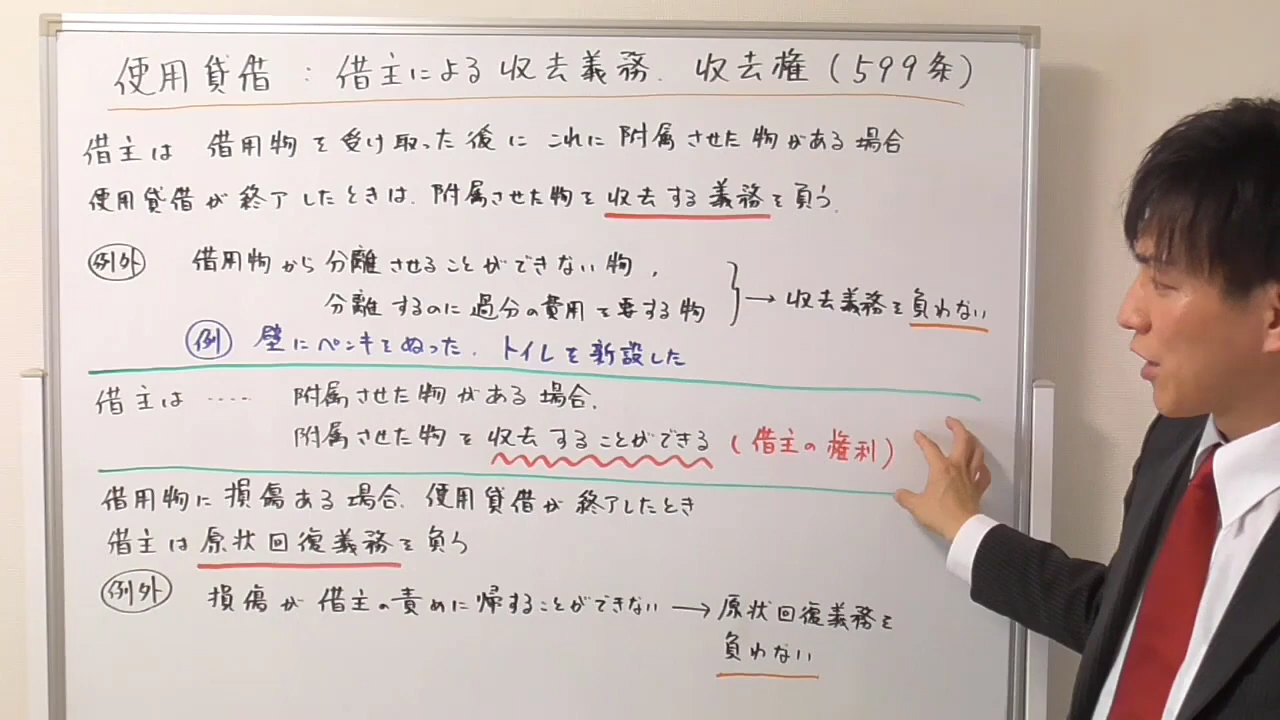 使用貸借：借主による収去義務．収去権（599条）
借主は 借用物を受け取った後に これに附属させた物がある場合
使用貸借が終了したときは．附属させた物を収去する義務を負う．
例外 借用物から分離させることができない物，
分離するのに過分の費用を要する物 → 収去義務を負わない
例 壁にペンキをぬった．トイレを新設した
借主は‥‥ 附属させた物がある場合．
附属させた物を収去することができる（借主の権利）
借用物に損傷ある場合．使用貸借が終了したとき
借主は原状回復義務を負う
例外 損傷が借主の責めに帰することができない → 原状回復義務を
負わない